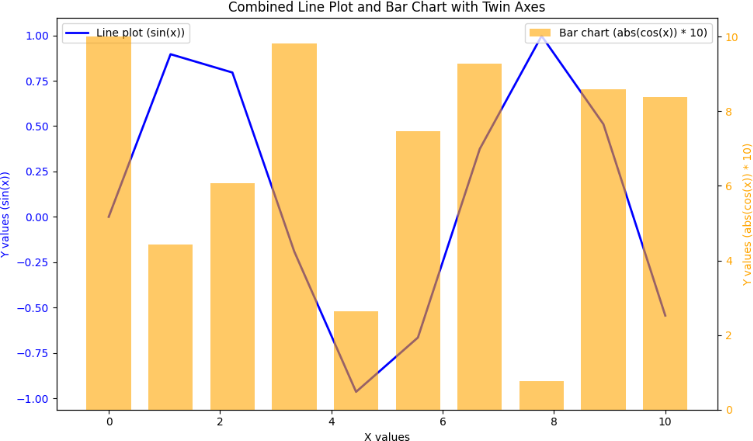 Combined Line Plot and Bar Chart with Twin Axes
Line plot (sin(x))
Bar chart (abs(cos(x)) * 10)
Y values (sin(x))
1.00
0.75
0.50
0.25
0.00
−0.25
−0.50
−0.75
−1.00
10
8
6
4
2
0
Y values (abs(cos(x)) * 10)
0 2 4 6 8 10
X values